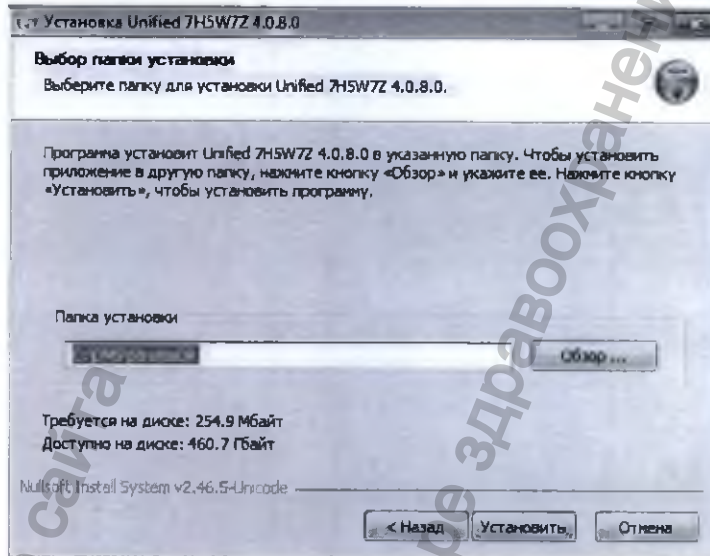 Установка Unified 7H5W7Z 4.0.8.0
Выбор папки установки
Выберите папку для установки Unified 7H5W7Z 4.0.8.0.
Программа установит Unified 7H5W7Z 4.0.8.0 в указанную папку. Чтобы установить
приложение в другую папку, нажмите кнопку «Обзор» и укажите ее. Нажмите кнопку
«Установить», чтобы установить программу.
Папка установки
Обзор ...
Требуется на диске: 254.9 Мбайт
Доступно на диске: 460.7 Гбайт
Nullsoft Install System v2.46.5-Unicode
< Назад
Установить
Отмена
сайта
здравоохранен